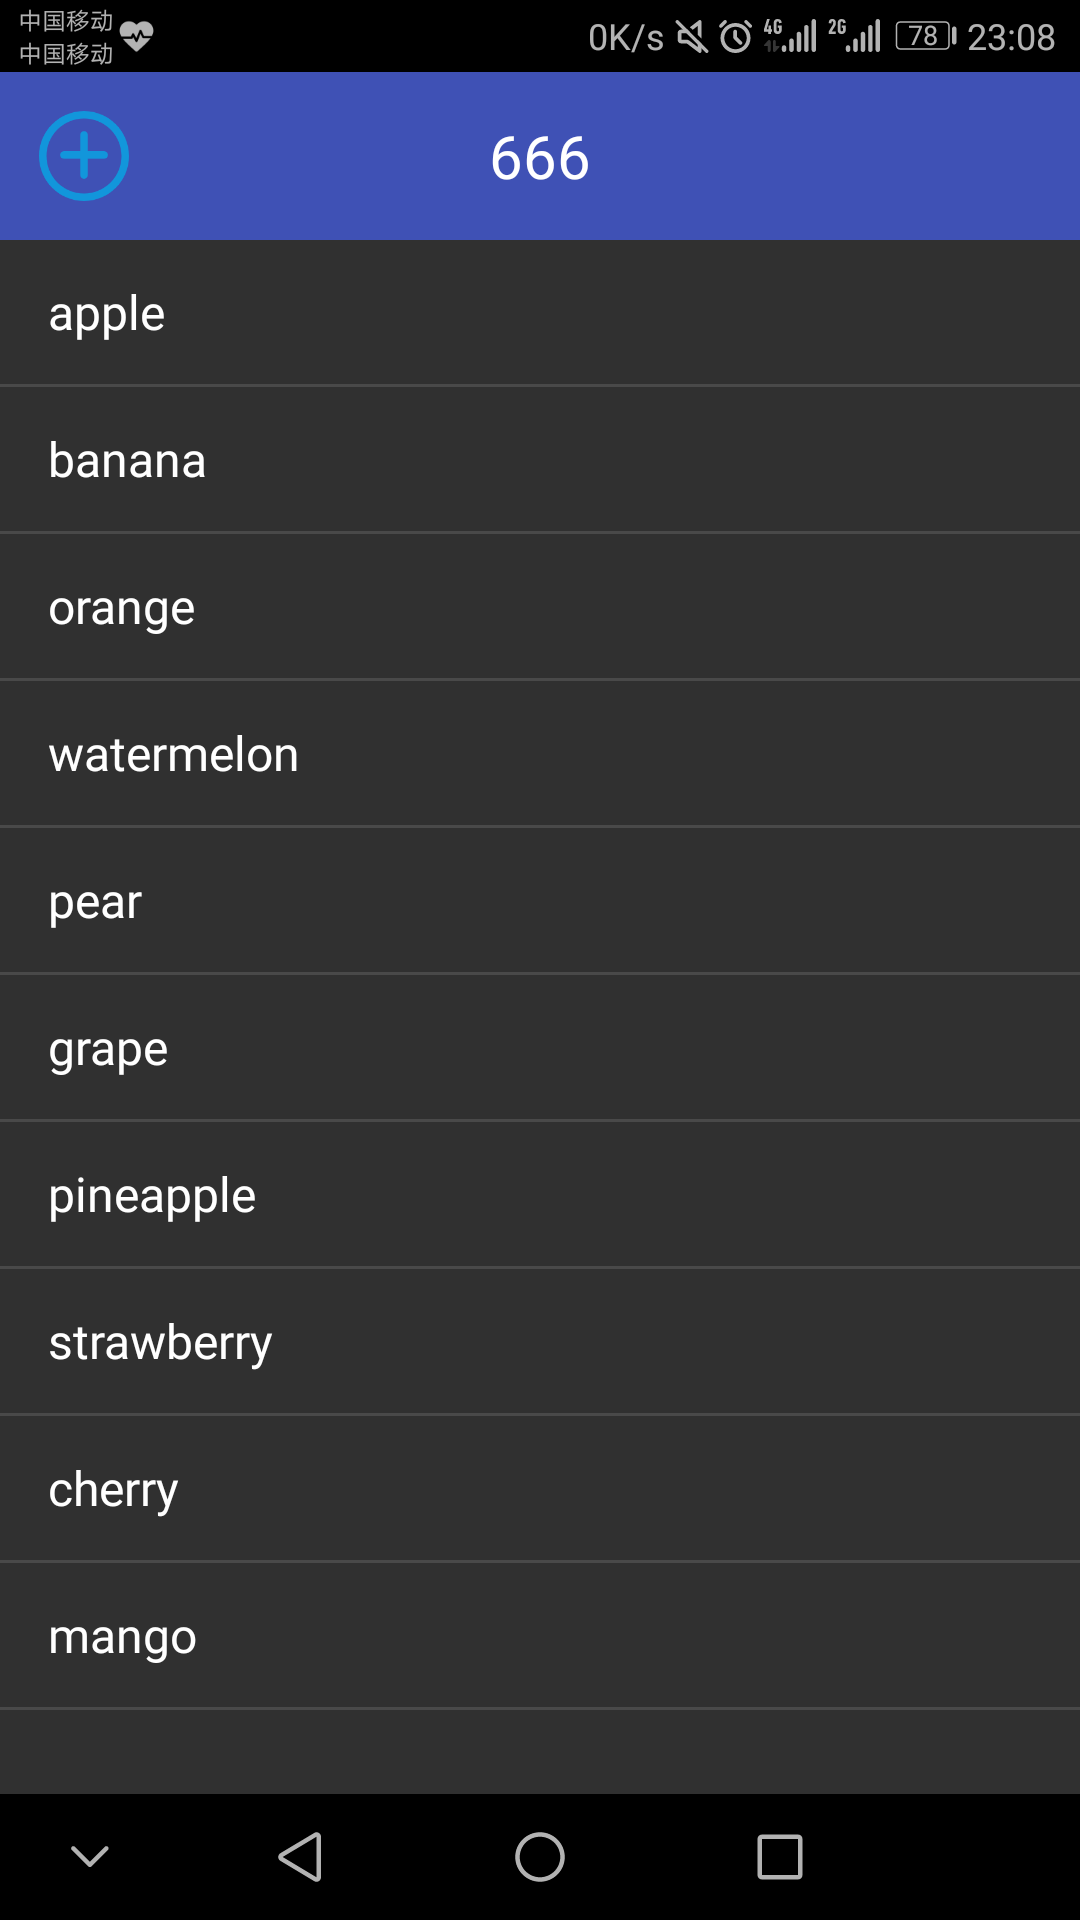 中国移动
中国移动
0K/s 4G 2G 78 23:08
666
apple
banana
orange
watermelon
pear
grape
pineapple
strawberry
cherry
mango